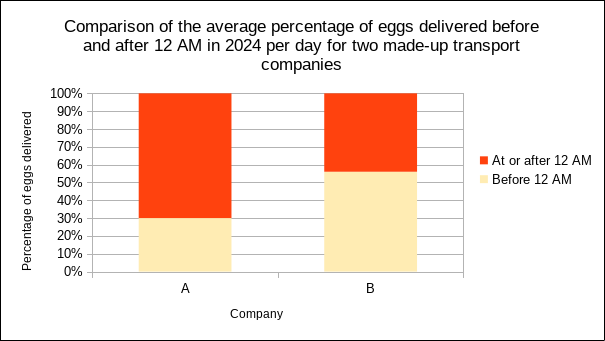 Comparison of the average percentage of eggs delivered before
and after 12 AM in 2024 per day for two made-up transport
companies
100%
90%
80%
70%
60%
50%
40%
30%
20%
10%
0%
Percentage of eggs delivered
A
B
Company
At or after 12 AM
Before 12 AM